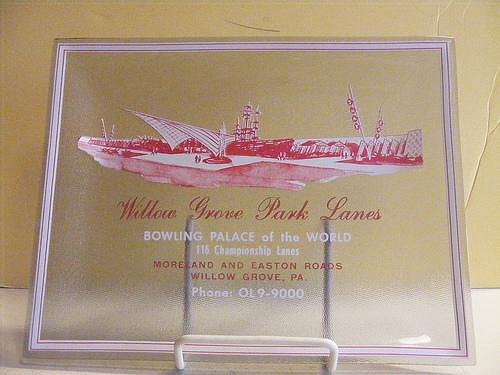 Willow Grove Park Lanes
BOWLING PALACE of the WORLD
116 Championship Lanes
MORELAND AND EASTON ROADS
WILLOW GROVE, PA.
Phone: OL9-9000